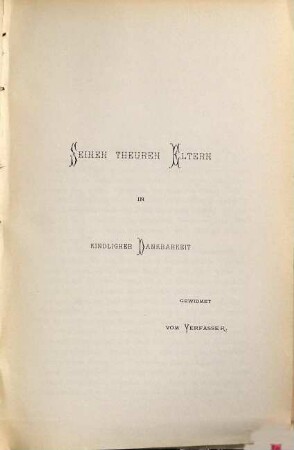 SEINEN THEUREN ELTERN
IN
KINDLICHER DANKBARKEIT
GEWIDMET
VOM VERFASSER.